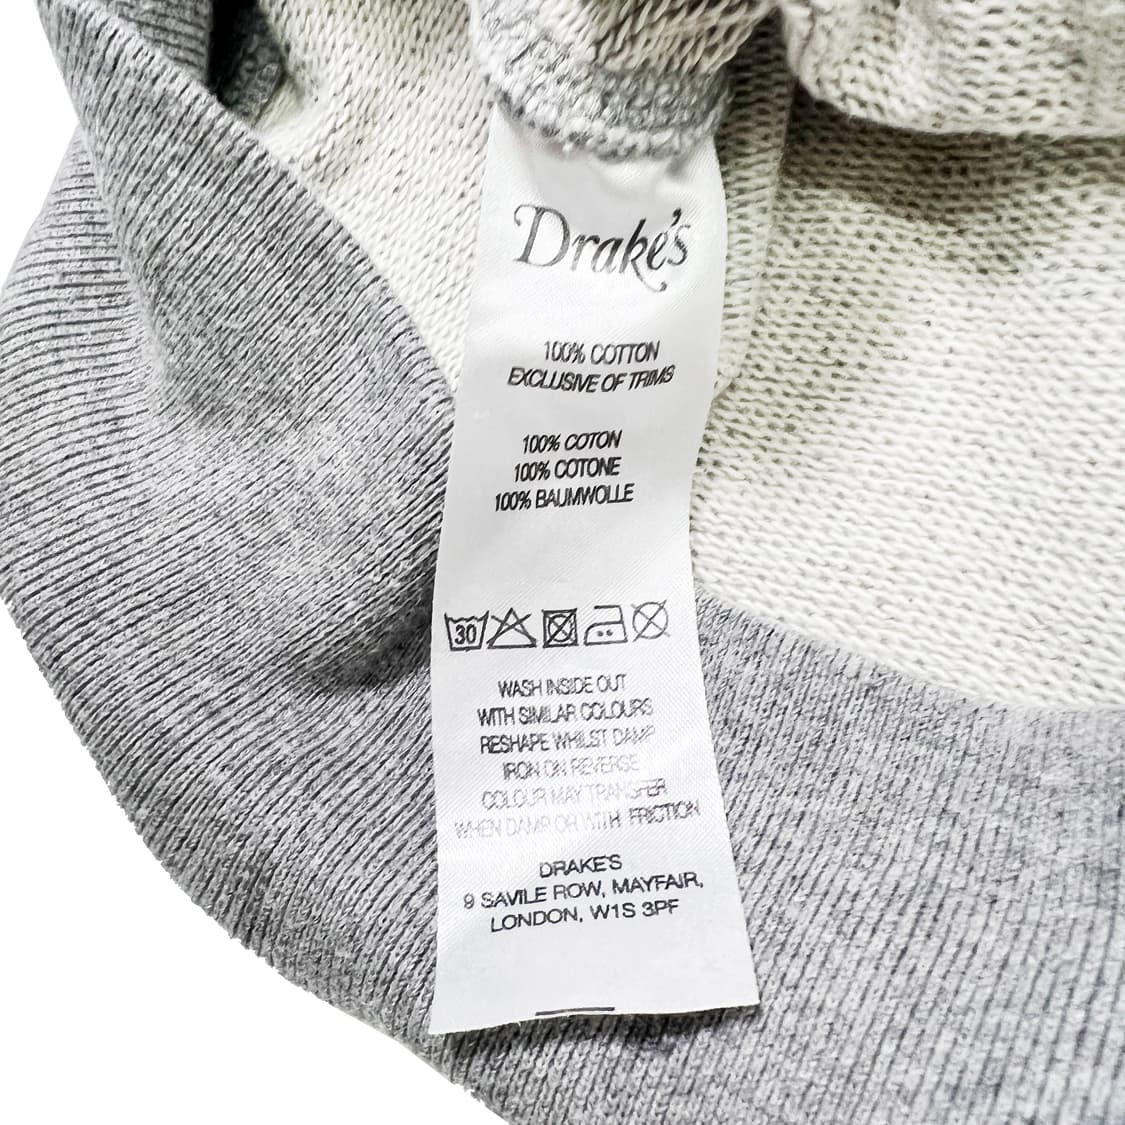 Drake's
100% COTTON
EXCLUSIVE OF TRIMS
100% COTON
100% COTONE
100% BAUMWOLLE
30
WASH INSIDE OUT
WITH SIMILAR COLOURS
RESHAPE WHILST DAMP
IRON ON REVERSE
COLOUR MAY TRANSFER
WHEN DAMP OR WITH FRICTION
DRAKE'S
9 SAVILE ROW, MAYFAIR,
LONDON, W1S 3PF